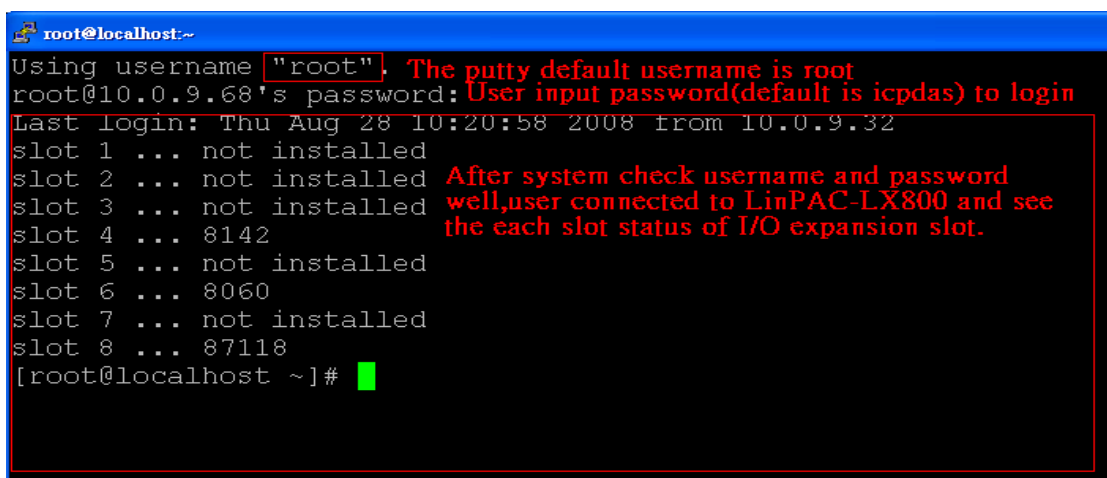 root@localhost:~
Using username "root". The putty default username is root
root@10.0.9.68's password: User input password(default is icpdas) to login
Last login: Thu Aug 28 10:20:58 2008 from 10.0.9.32
slot 1 ... not installed
slot 2 ... not installed After system check username and password
slot 3 ... not installed well,user connected to LinPAC-LX800 and see
slot 4 ... 8142 the each slot status of I/O expansion slot.
slot 5 ... not installed
slot 6 ... 8060
slot 7 ... not installed
slot 8 ... 87118
[root@localhost ~]#